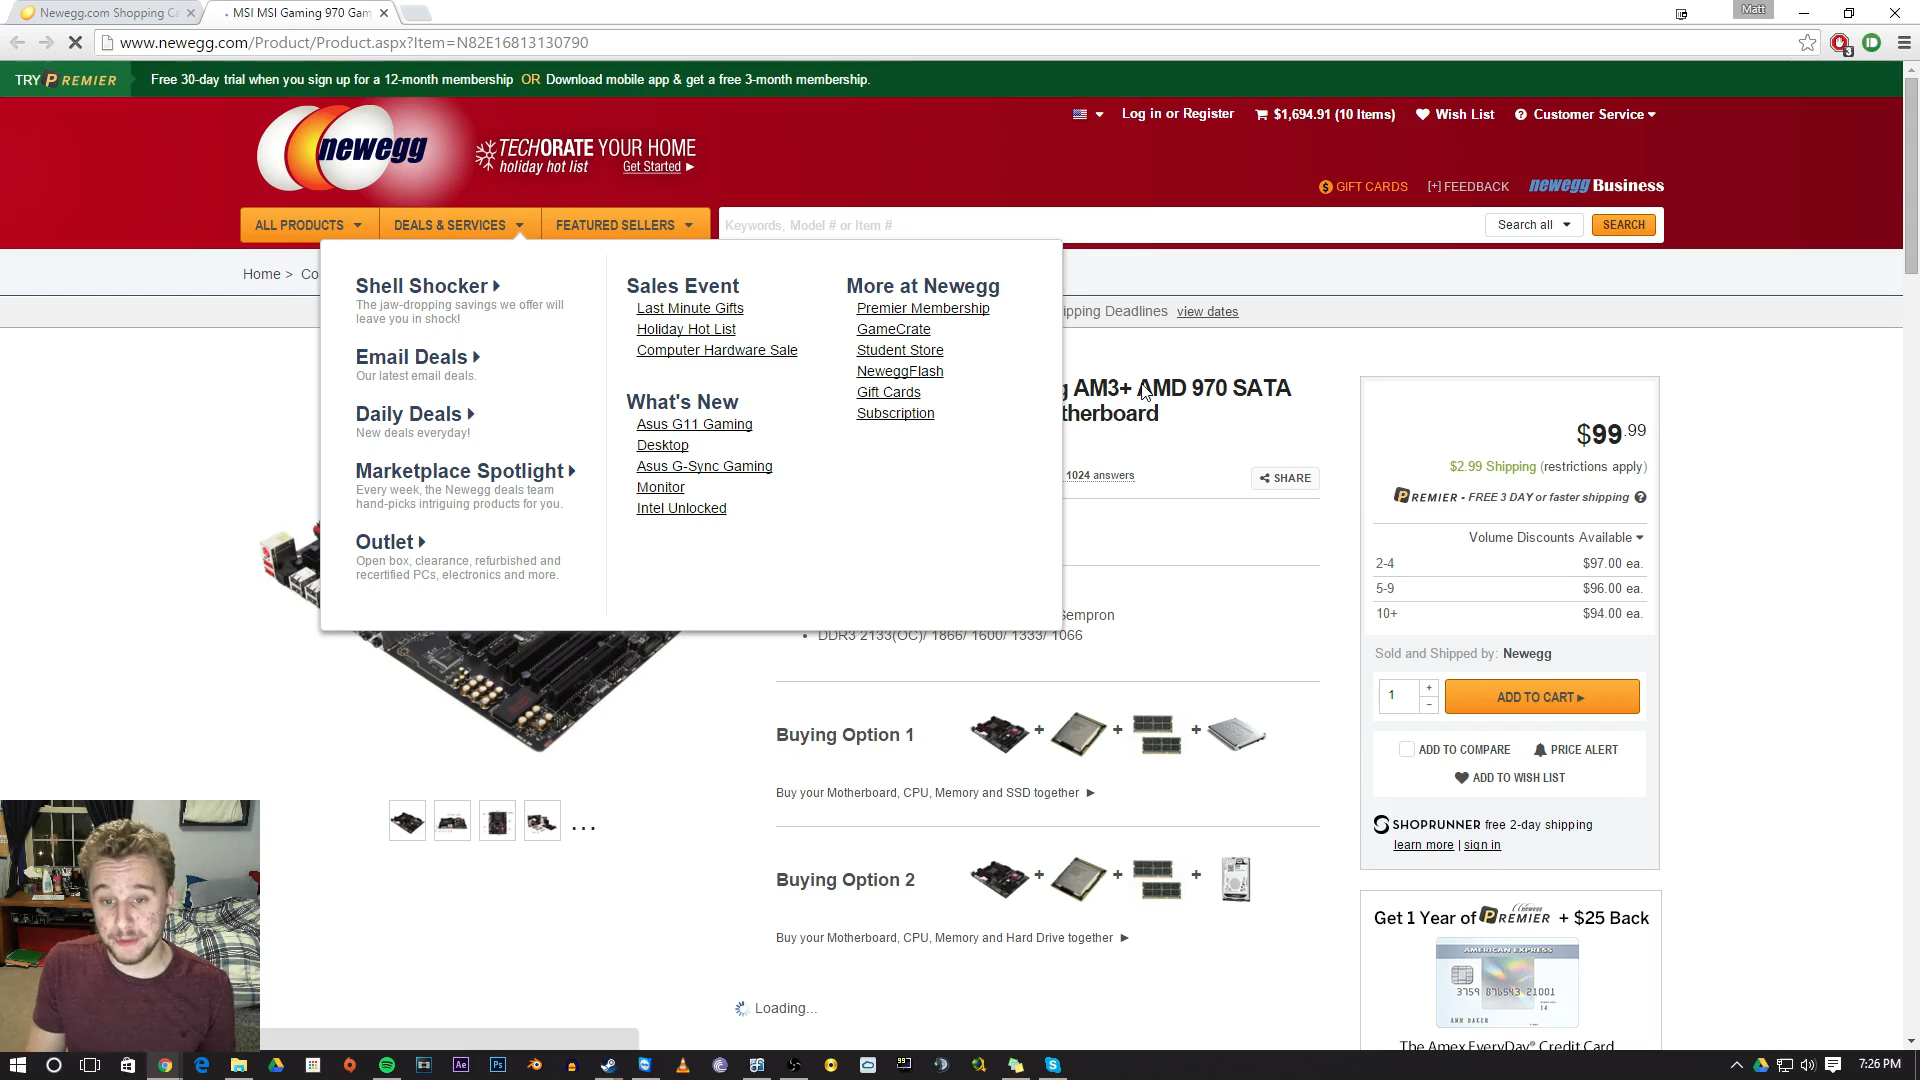 Newegg.com Shopping Ca
MSI MSI Gaming 970 Gam
Matt
www.newegg.com/Product/Product.aspx?Item=N82E16813130790
3
TRY PREMIER
Free 30-day trial when you sign up for a 12-month membership OR Download mobile app & get a free 3-month membership.
newegg
TECHORATE YOUR HOME
holiday hot list Get Started
Log in or Register
$1,694.91 (10 Items)
Wish List
Customer Service
GIFT CARDS
[+] FEEDBACK
newegg Business
ALL PRODUCTS
DEALS & SERVICES
FEATURED SELLERS
Keywords, Model # or Item #
Search all
SEARCH
Home > Co
Shell Shocker
The jaw-dropping savings we offer will
leave you in shock!
Email Deals
Our latest email deals.
Daily Deals
New deals everyday!
Marketplace Spotlight
Every week, the Newegg deals team
hand-picks intriguing products for you.
Outlet
Open box, clearance, refurbished and
recertified PCs, electronics and more.
Sales Event
Last Minute Gifts
Holiday Hot List
Computer Hardware Sale
What's New
Asus G11 Gaming
Desktop
Asus G-Sync Gaming
Monitor
Intel Unlocked
More at Newegg
Premier Membership
GameCrate
Student Store
NeweggFlash
Gift Cards
Subscription
ipping Deadlines view dates
g AM3+ AMD 970 SATA
therboard
1024 answers
SHARE
Sempron
DDR3 2133(OC)/ 1866/ 1600/ 1333/ 1066
Buying Option 1
+ + +
Buy your Motherboard, CPU, Memory and SSD together
Buying Option 2
+ + +
Buy your Motherboard, CPU, Memory and Hard Drive together
...
Loading...
$99.99
$2.99 Shipping (restrictions apply)
PREMIER - FREE 3 DAY or faster shipping
Volume Discounts Available
2-4 $97.00 ea.
5-9 $96.00 ea.
10+ $94.00 ea.
Sold and Shipped by: Newegg
1
+
-
ADD TO CART
ADD TO COMPARE
PRICE ALERT
ADD TO WISH LIST
SHOPRUNNER free 2-day shipping
learn more | sign in
Get 1 Year of newegg PREMIER + $25 Back
AMERICAN EXPRESS
3759 876543 21001
14
ANN BAKER
The Amex EveryDay® Credit Card
Ae
Ps
99
7:26 PM